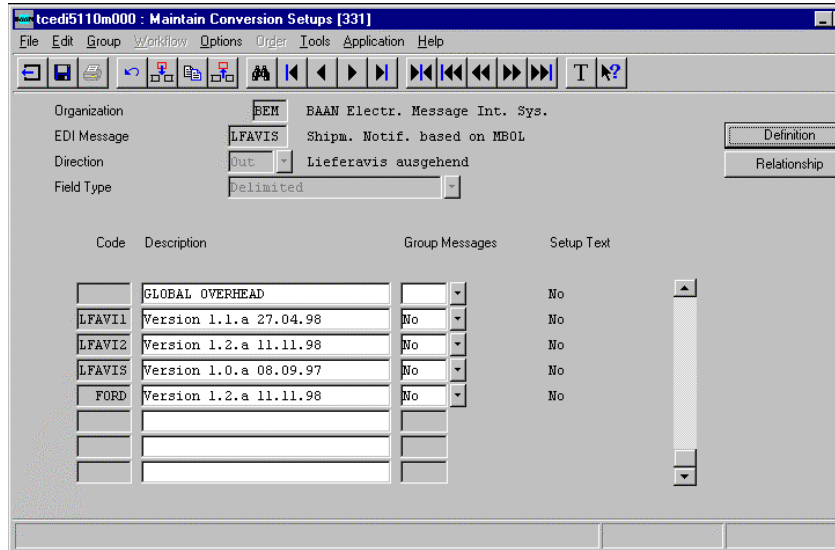 BAAN tcedi5110m000 : Maintain Conversion Setups [331]
File Edit Group Workflow Options Order Tools Application Help
T ?
Organization BEM BAAN Electr. Message Int. Sys.
EDI Message LFAVIS Shipm. Notif. based on MBOL Definition
Direction Out Lieferavis ausgehend Relationship
Field Type Delimited
Code Description Group Messages Setup Text
GLOBAL OVERHEAD No
LFAVI1 Version 1.1.a 27.04.98 No No
LFAVI2 Version 1.2.a 11.11.98 No No
LFAVIS Version 1.0.a 08.09.97 No No
FORD Version 1.2.a 11.11.98 No No